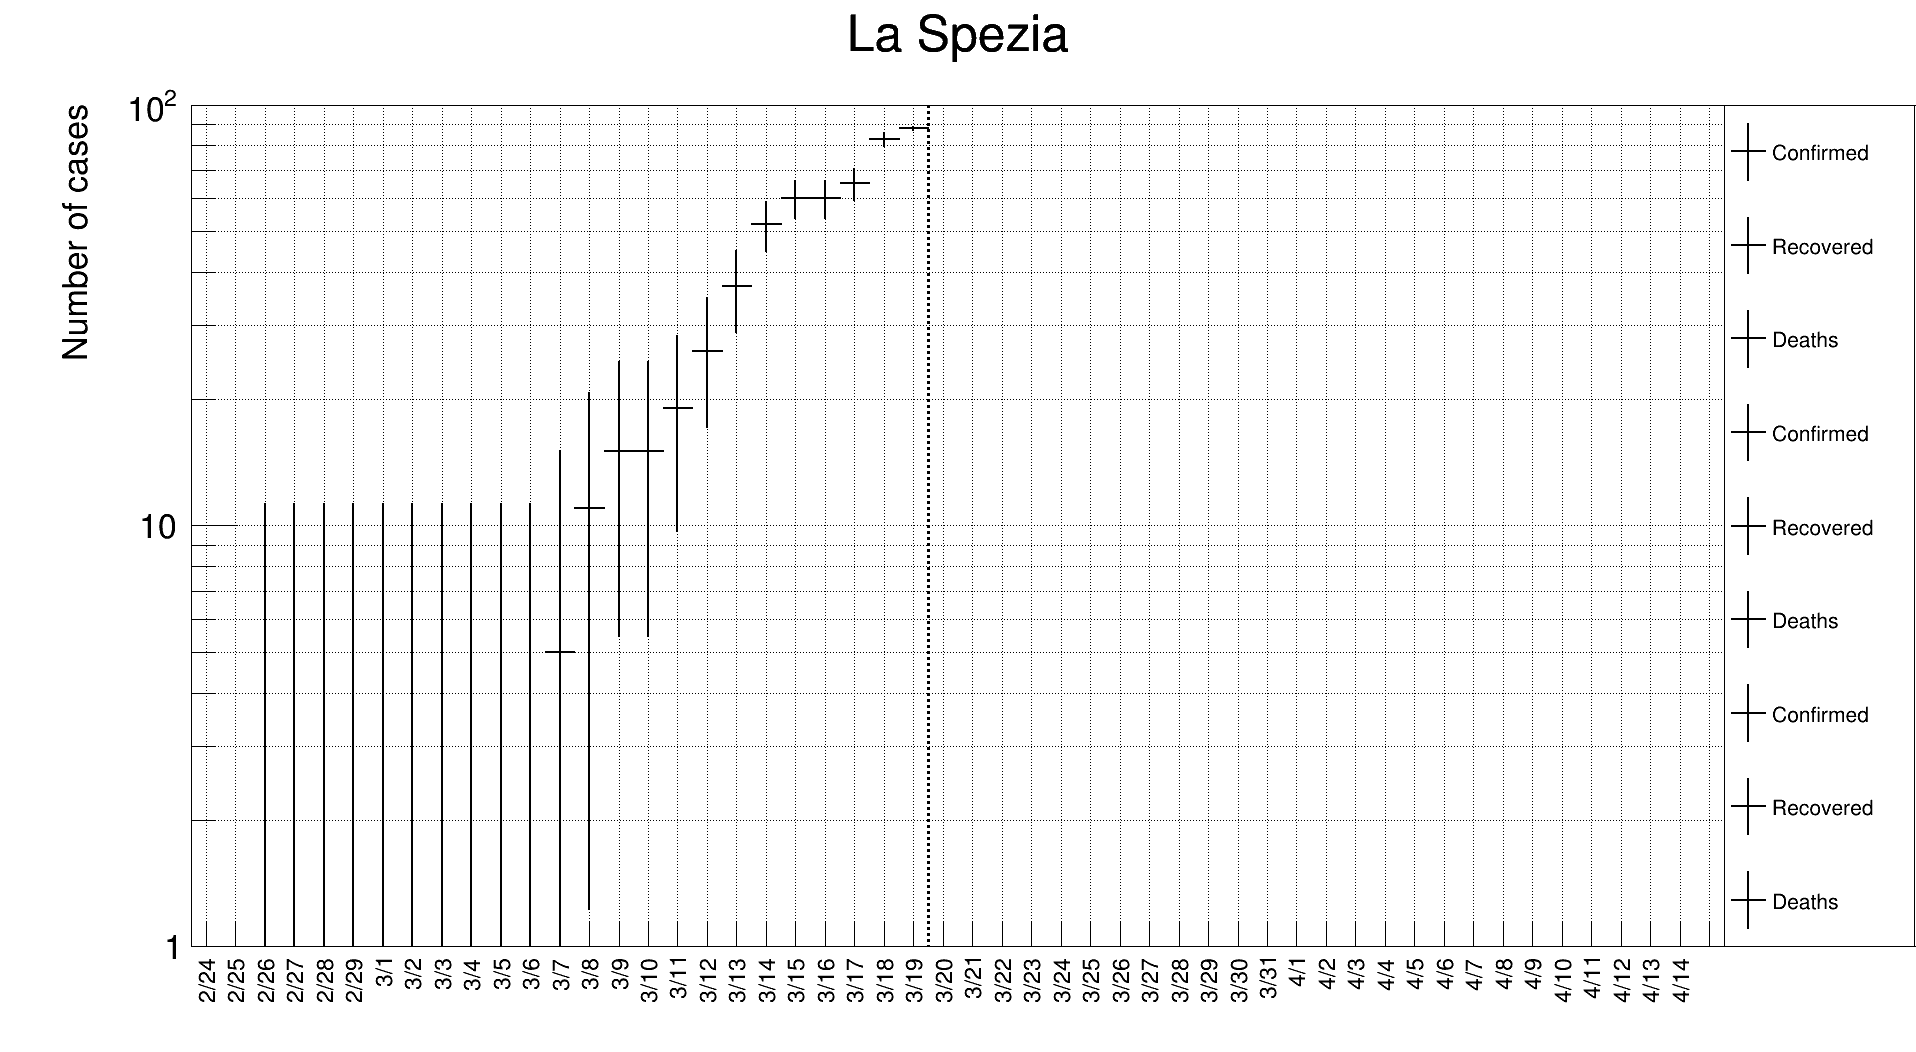 La Spezia
Number of cases
10²
10
1
2/24 2/25 2/26 2/27 2/28 2/29 3/1 3/2 3/3 3/4 3/5 3/6 3/7 3/8 3/9 3/10 3/11 3/12 3/13 3/14 3/15 3/16 3/17 3/18 3/19 3/20 3/21 3/22 3/23 3/24 3/25 3/26 3/27 3/28 3/29 3/30 3/31 4/1 4/2 4/3 4/4 4/5 4/6 4/7 4/8 4/9 4/10 4/11 4/12 4/13 4/14
Confirmed
Recovered
Deaths
Confirmed
Recovered
Deaths
Confirmed
Recovered
Deaths